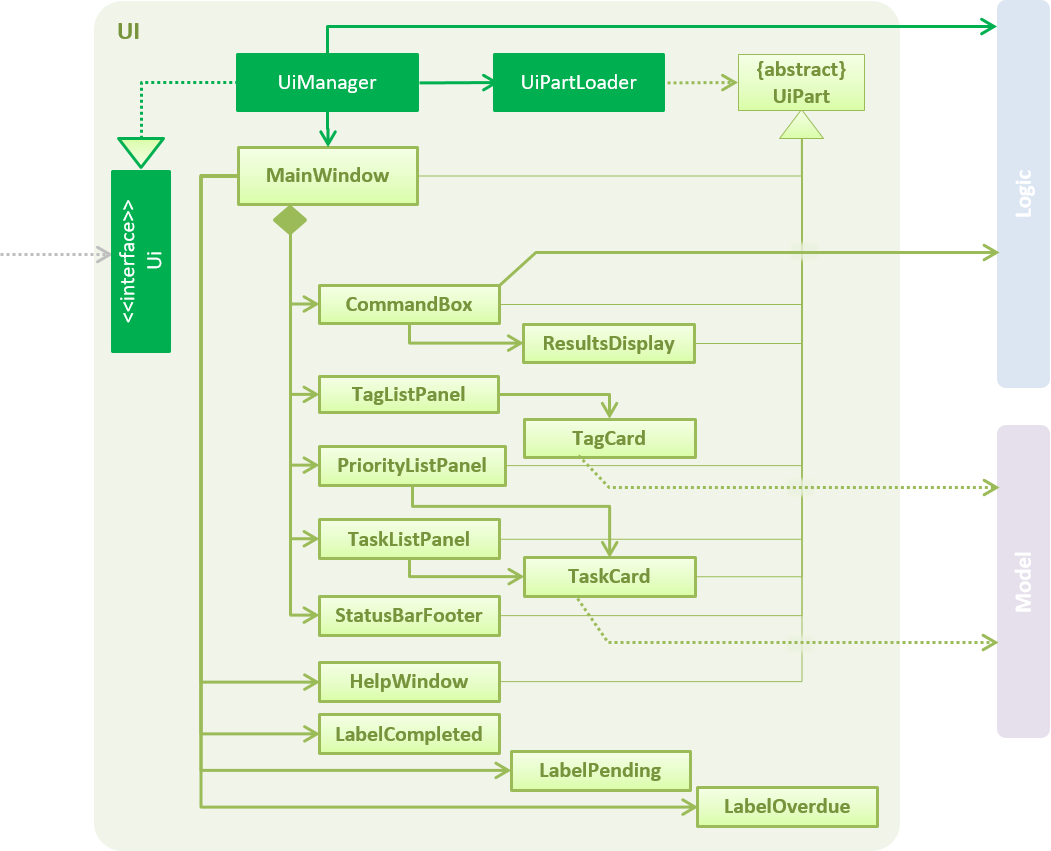 UI
UiManager
UiPartLoader
{abstract}
UiPart
MainWindow
Logic
<<interface>>
Ui
CommandBox
ResultsDisplay
TagListPanel
TagCard
PriorityListPanel
TaskListPanel
TaskCard
Model
StatusBarFooter
HelpWindow
LabelCompleted
LabelPending
LabelOverdue